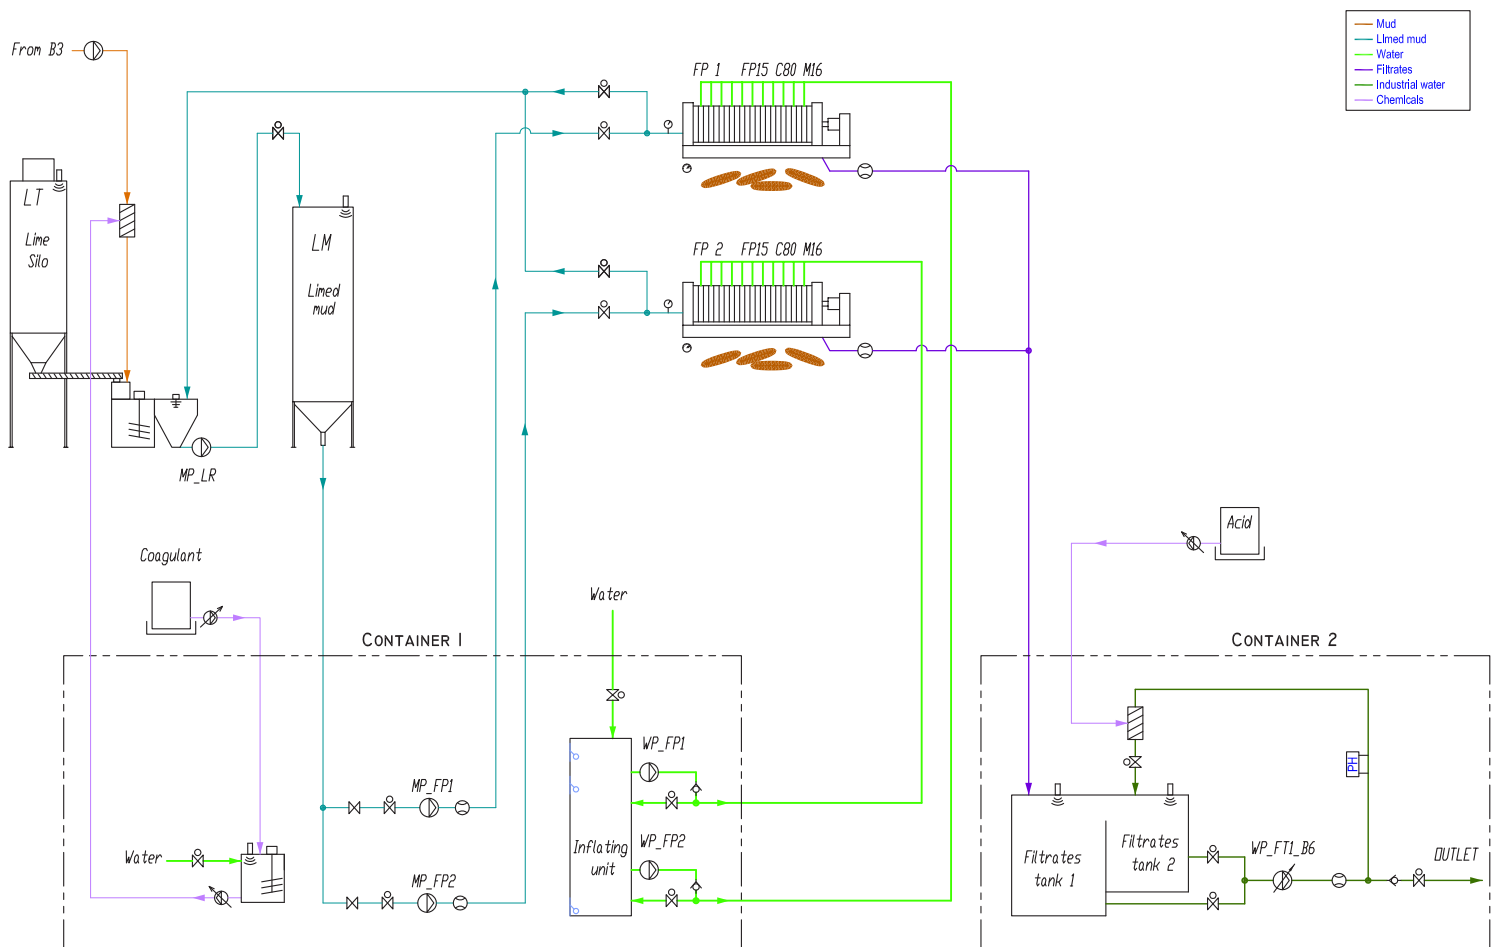 Mud
Limed mud
Water
Filtrates
Industrial water
Chemicals
From B3
FP 1 FP15 C80 M16
LT
Lime
Silo
LM
Limed
mud
FP 2 FP15 C80 M16
MP_LR
Coagulant
Acid
Water
CONTAINER 1
CONTAINER 2
WP_FP1
MP_FP1
PH
WP_FP2
Inflating
unit
Filtrates
tank 1
Filtrates
tank 2
WP_FT1_B6
OUTLET
Water
MP_FP2